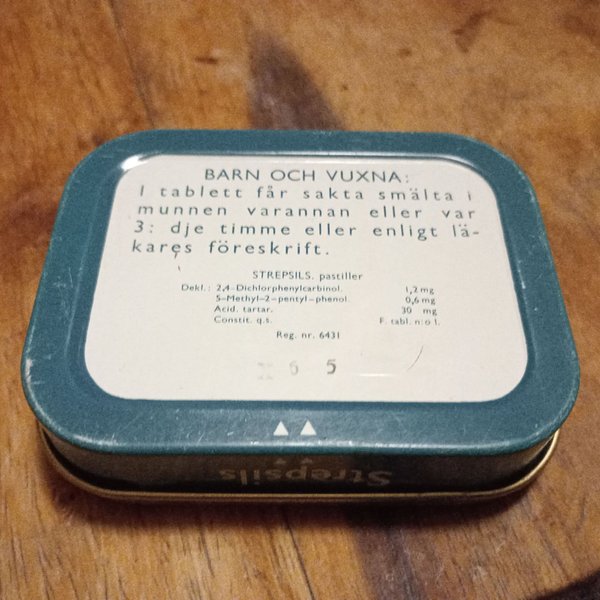 BARN OCH VUXNA:
1 tablett får sakta smälta i
munnen varannan eller var
3: dje timme eller enligt lä-
kares föreskrift.
STREPSILS. pastiller
Dekl.: 2,4-Dichlorphenylcarbinol. 1,2 mg
5-Methyl-2-pentyl-phenol. 0,6 mg
Acid. tartar. 30 mg
Constit. q.s. F. tabl. n:o 1.
Reg. nr. 6431
6 5
Strepsils